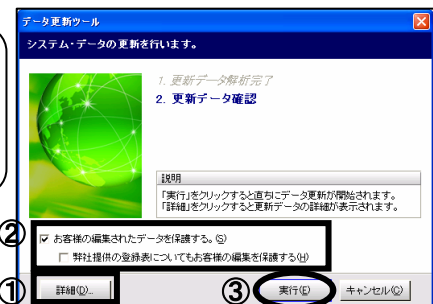 データ更新ツール
システム・データの更新を行います。
1. 更新データ解析完了
2. 更新データ確認
説明
「実行」をクリックすると直ちにデータ更新が開始されます。
「詳細」をクリックすると更新データの詳細が表示されます。
②
お客様の編集されたデータを保護する。(S)
弊社提供の登録表についてもお客様の編集を保護する(H)
① 詳細(D)... ③ 実行(E) キャンセル(C)